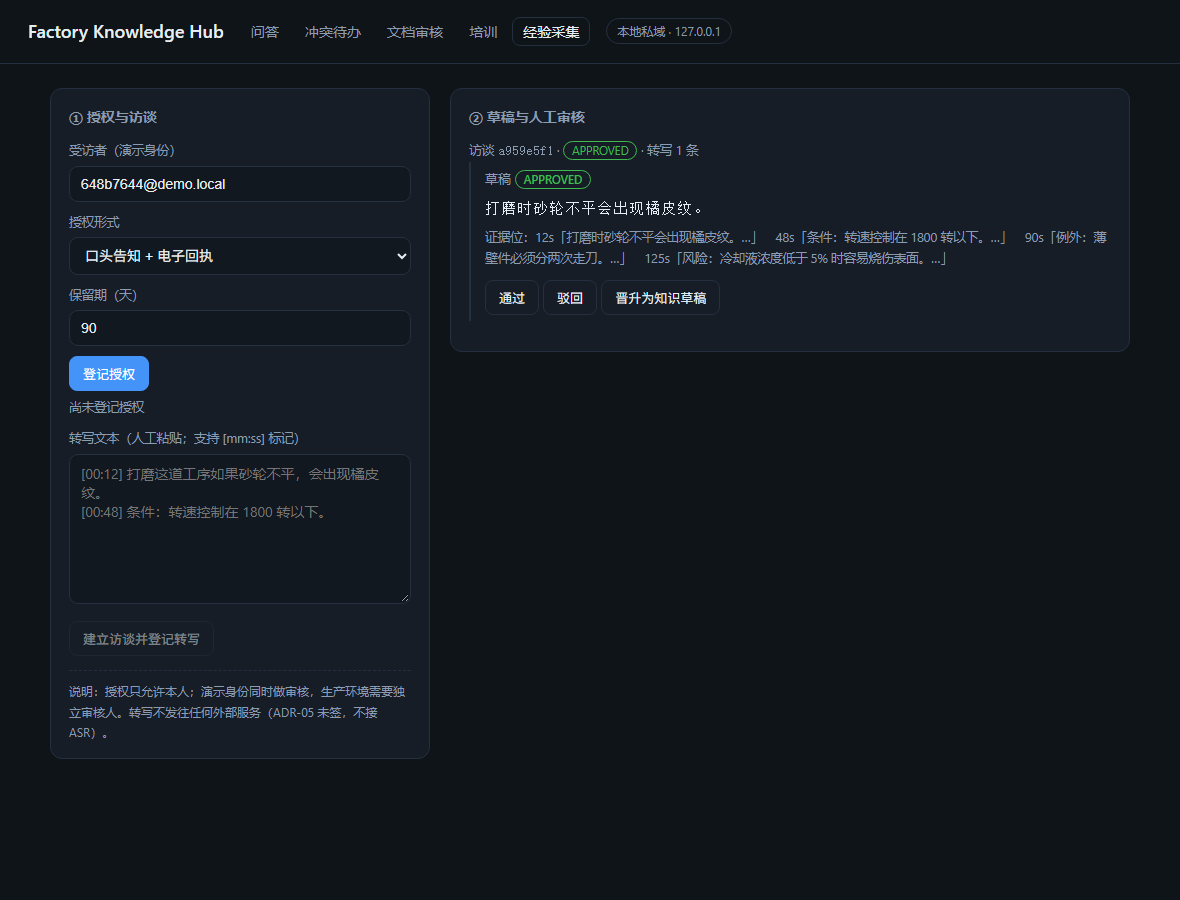 Factory Knowledge Hub 问答 冲突待办 文档审核 培训 经验采集 本地私域 · 127.0.0.1
① 授权与访谈
受访者（演示身份）
648b7644@demo.local
授权形式
口头告知 + 电子回执
保留期（天）
90
登记授权
尚未登记授权
转写文本（人工粘贴；支持 [mm:ss] 标记）
[00:12] 打磨这道工序如果砂轮不平，会出现橘皮
纹。
[00:48] 条件：转速控制在 1800 转以下。
建立访谈并登记转写
说明：授权只允许本人；演示身份同时做审核，生产环境需要独
立审核人。转写不发往任何外部服务（ADR-05 未签，不接
ASR）。
② 草稿与人工审核
访谈 a959e5f1 · APPROVED · 转写 1 条
草稿 APPROVED
打磨时砂轮不平会出现橘皮纹。
证据位：12s「打磨时砂轮不平会出现橘皮纹。…」 48s「条件：转速控制在 1800 转以下。…」 90s「例外：薄
壁件必须分两次走刀。…」 125s「风险：冷却液浓度低于 5% 时容易烧伤表面。…」
通过 驳回 晋升为知识草稿